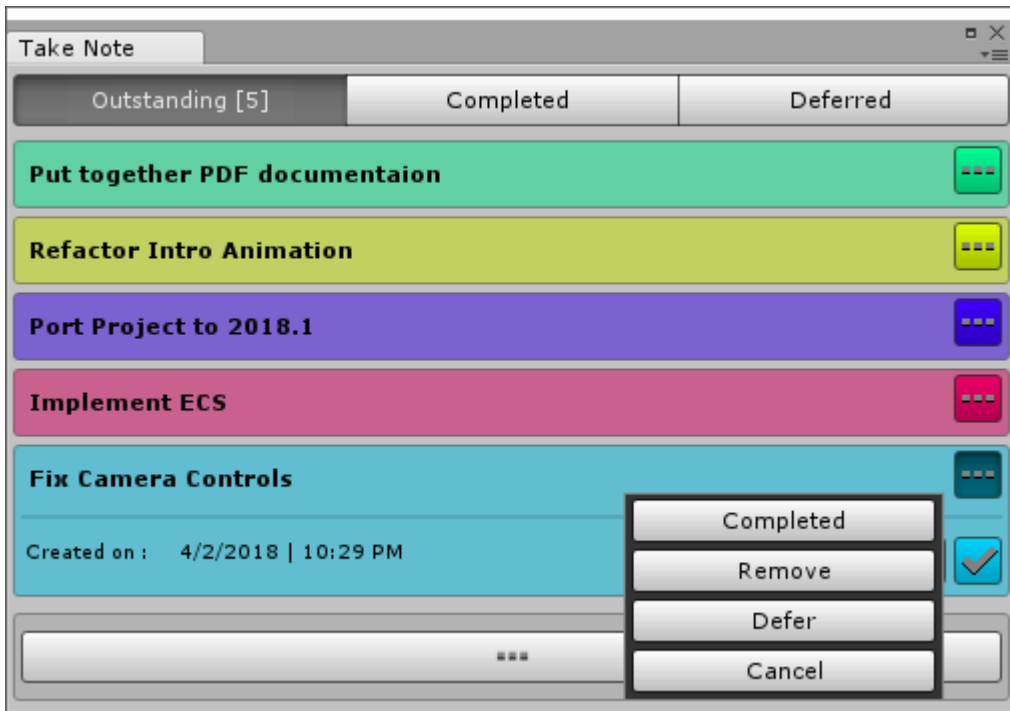 Take Note
Outstanding [5] Completed Deferred
Put together PDF documentaion
Refactor Intro Animation
Port Project to 2018.1
Implement ECS
Fix Camera Controls
Created on : 4/2/2018 | 10:29 PM
Completed
Remove
Defer
Cancel